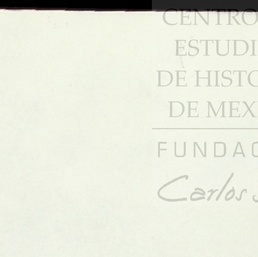 CENTRO
ESTUDI
DE HISTO
DE MEX
FUNDAC
Carlos S